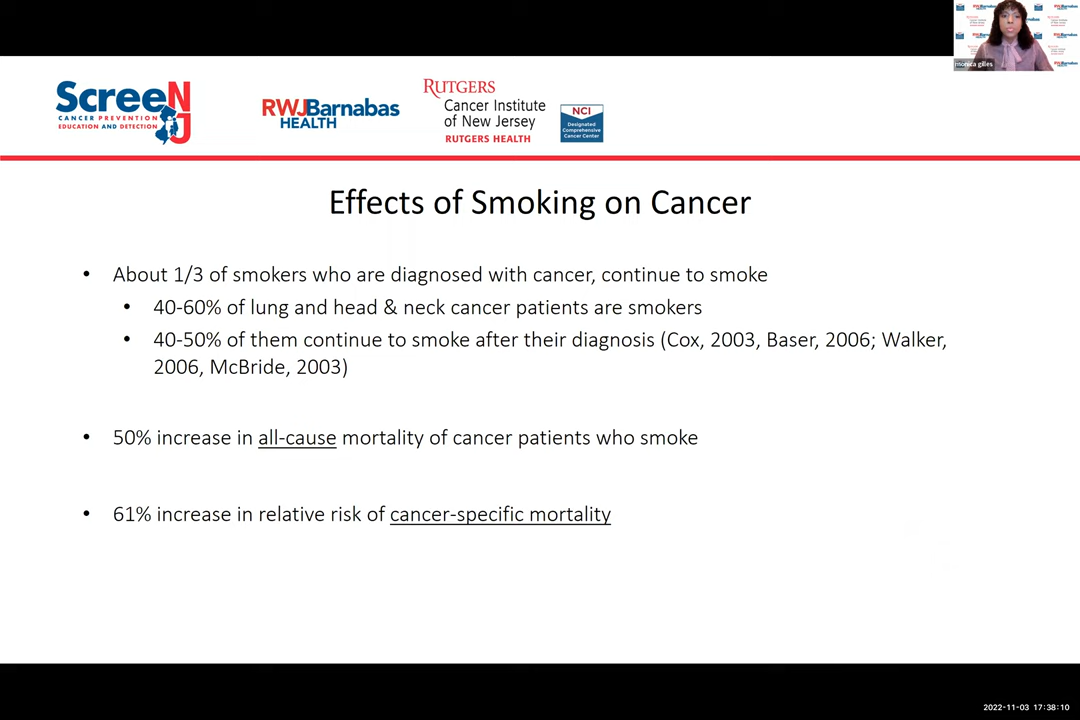 monica gilles
ScreeNJ
CANCER PREVENTION
EDUCATION AND DETECTION
RWJBarnabas
HEALTH
RUTGERS
Cancer Institute
of New Jersey
RUTGERS HEALTH
NCI
Designated
Comprehensive
Cancer Center
Effects of Smoking on Cancer
• About 1/3 of smokers who are diagnosed with cancer, continue to smoke
• 40-60% of lung and head & neck cancer patients are smokers
• 40-50% of them continue to smoke after their diagnosis (Cox, 2003, Baser, 2006; Walker,
2006, McBride, 2003)
• 50% increase in all-cause mortality of cancer patients who smoke
• 61% increase in relative risk of cancer-specific mortality
2022-11-03 17:38:10